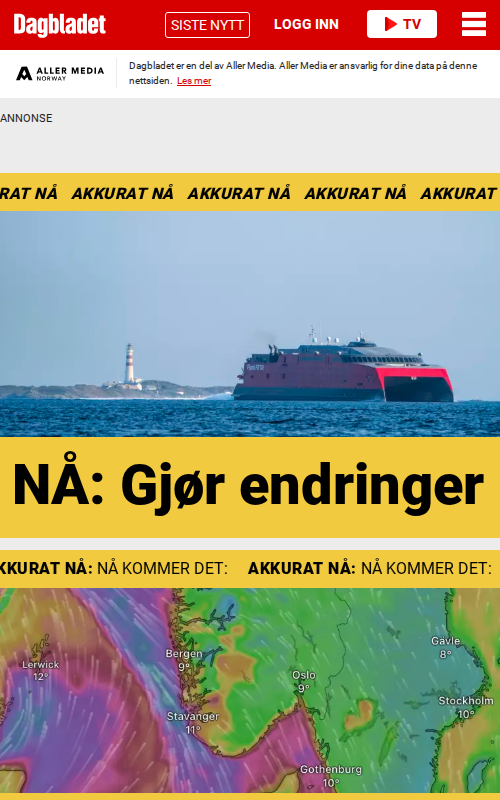 Dagbladet
SISTE NYTT
LOGG INN
TV
ALLER MEDIA
NORWAY
Dagbladet er en del av Aller Media. Aller Media er ansvarlig for dine data på denne
nettsiden. Les mer
ANNONSE
RAT NÅ AKKURAT NÅ AKKURAT NÅ AKKURAT NÅ AKKURAT
NÅ: Gjør endringer
KKURAT NÅ: NÅ KOMMER DET: AKKURAT NÅ: NÅ KOMMER DET:
Gävle
8°
Bergen
9°
Lerwick
12°
Oslo
9°
Stockholm
10°
Stavanger
11°
Gothenburg
10°